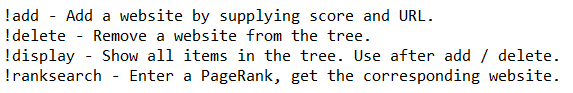 !add - Add a website by supplying score and URL.
!delete - Remove a website from the tree.
!display - Show all items in the tree. Use after add / delete.
!ranksearch - Enter a PageRank, get the corresponding website.